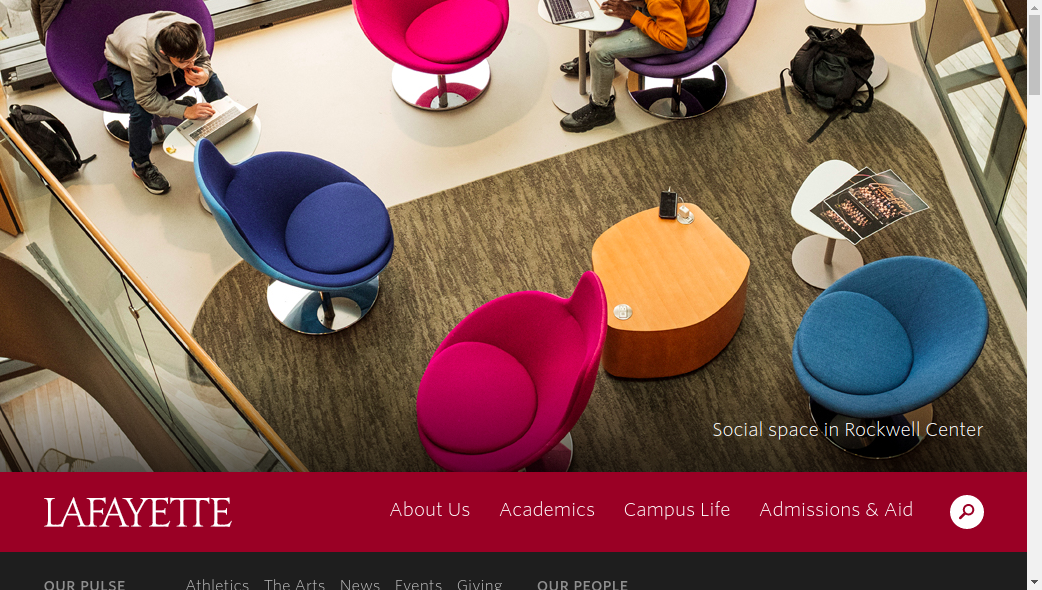 Social space in Rockwell Center
LAFAYETTE
About Us Academics Campus Life Admissions & Aid
OUR PULSE Athletics The Arts News Events Giving OUR PEOPLE